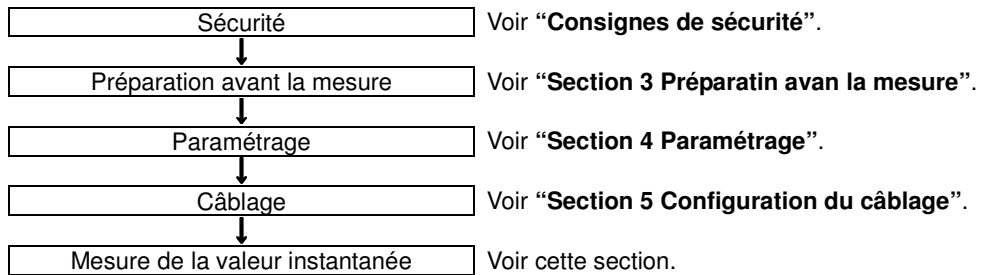 Sécurité Voir “Consignes de sécurité”.
Préparation avant la mesure Voir “Section 3 Préparatin avan la mesure”.
Paramétrage Voir “Section 4 Paramétrage”.
Câblage Voir “Section 5 Configuration du câblage”.
Mesure de la valeur instantanée Voir cette section.